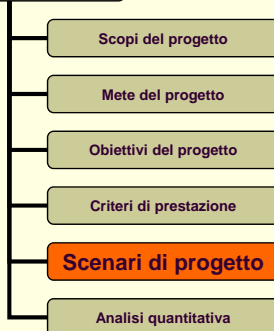 Scopi del progetto
Mete del progetto
Obiettivi del progetto
Criteri di prestazione
Scenari di progetto
Analisi quantitativa